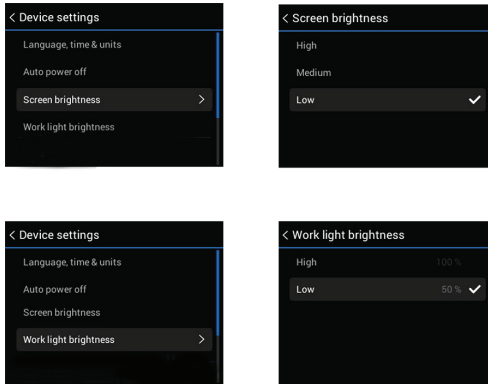 < Device settings
Language, time & units
Auto power off
Screen brightness >
Work light brightness
< Screen brightness
High
Medium
Low
< Device settings
Language, time & units
Auto power off
Screen brightness
Work light brightness >
< Work light brightness
High 100 %
Low 50 %